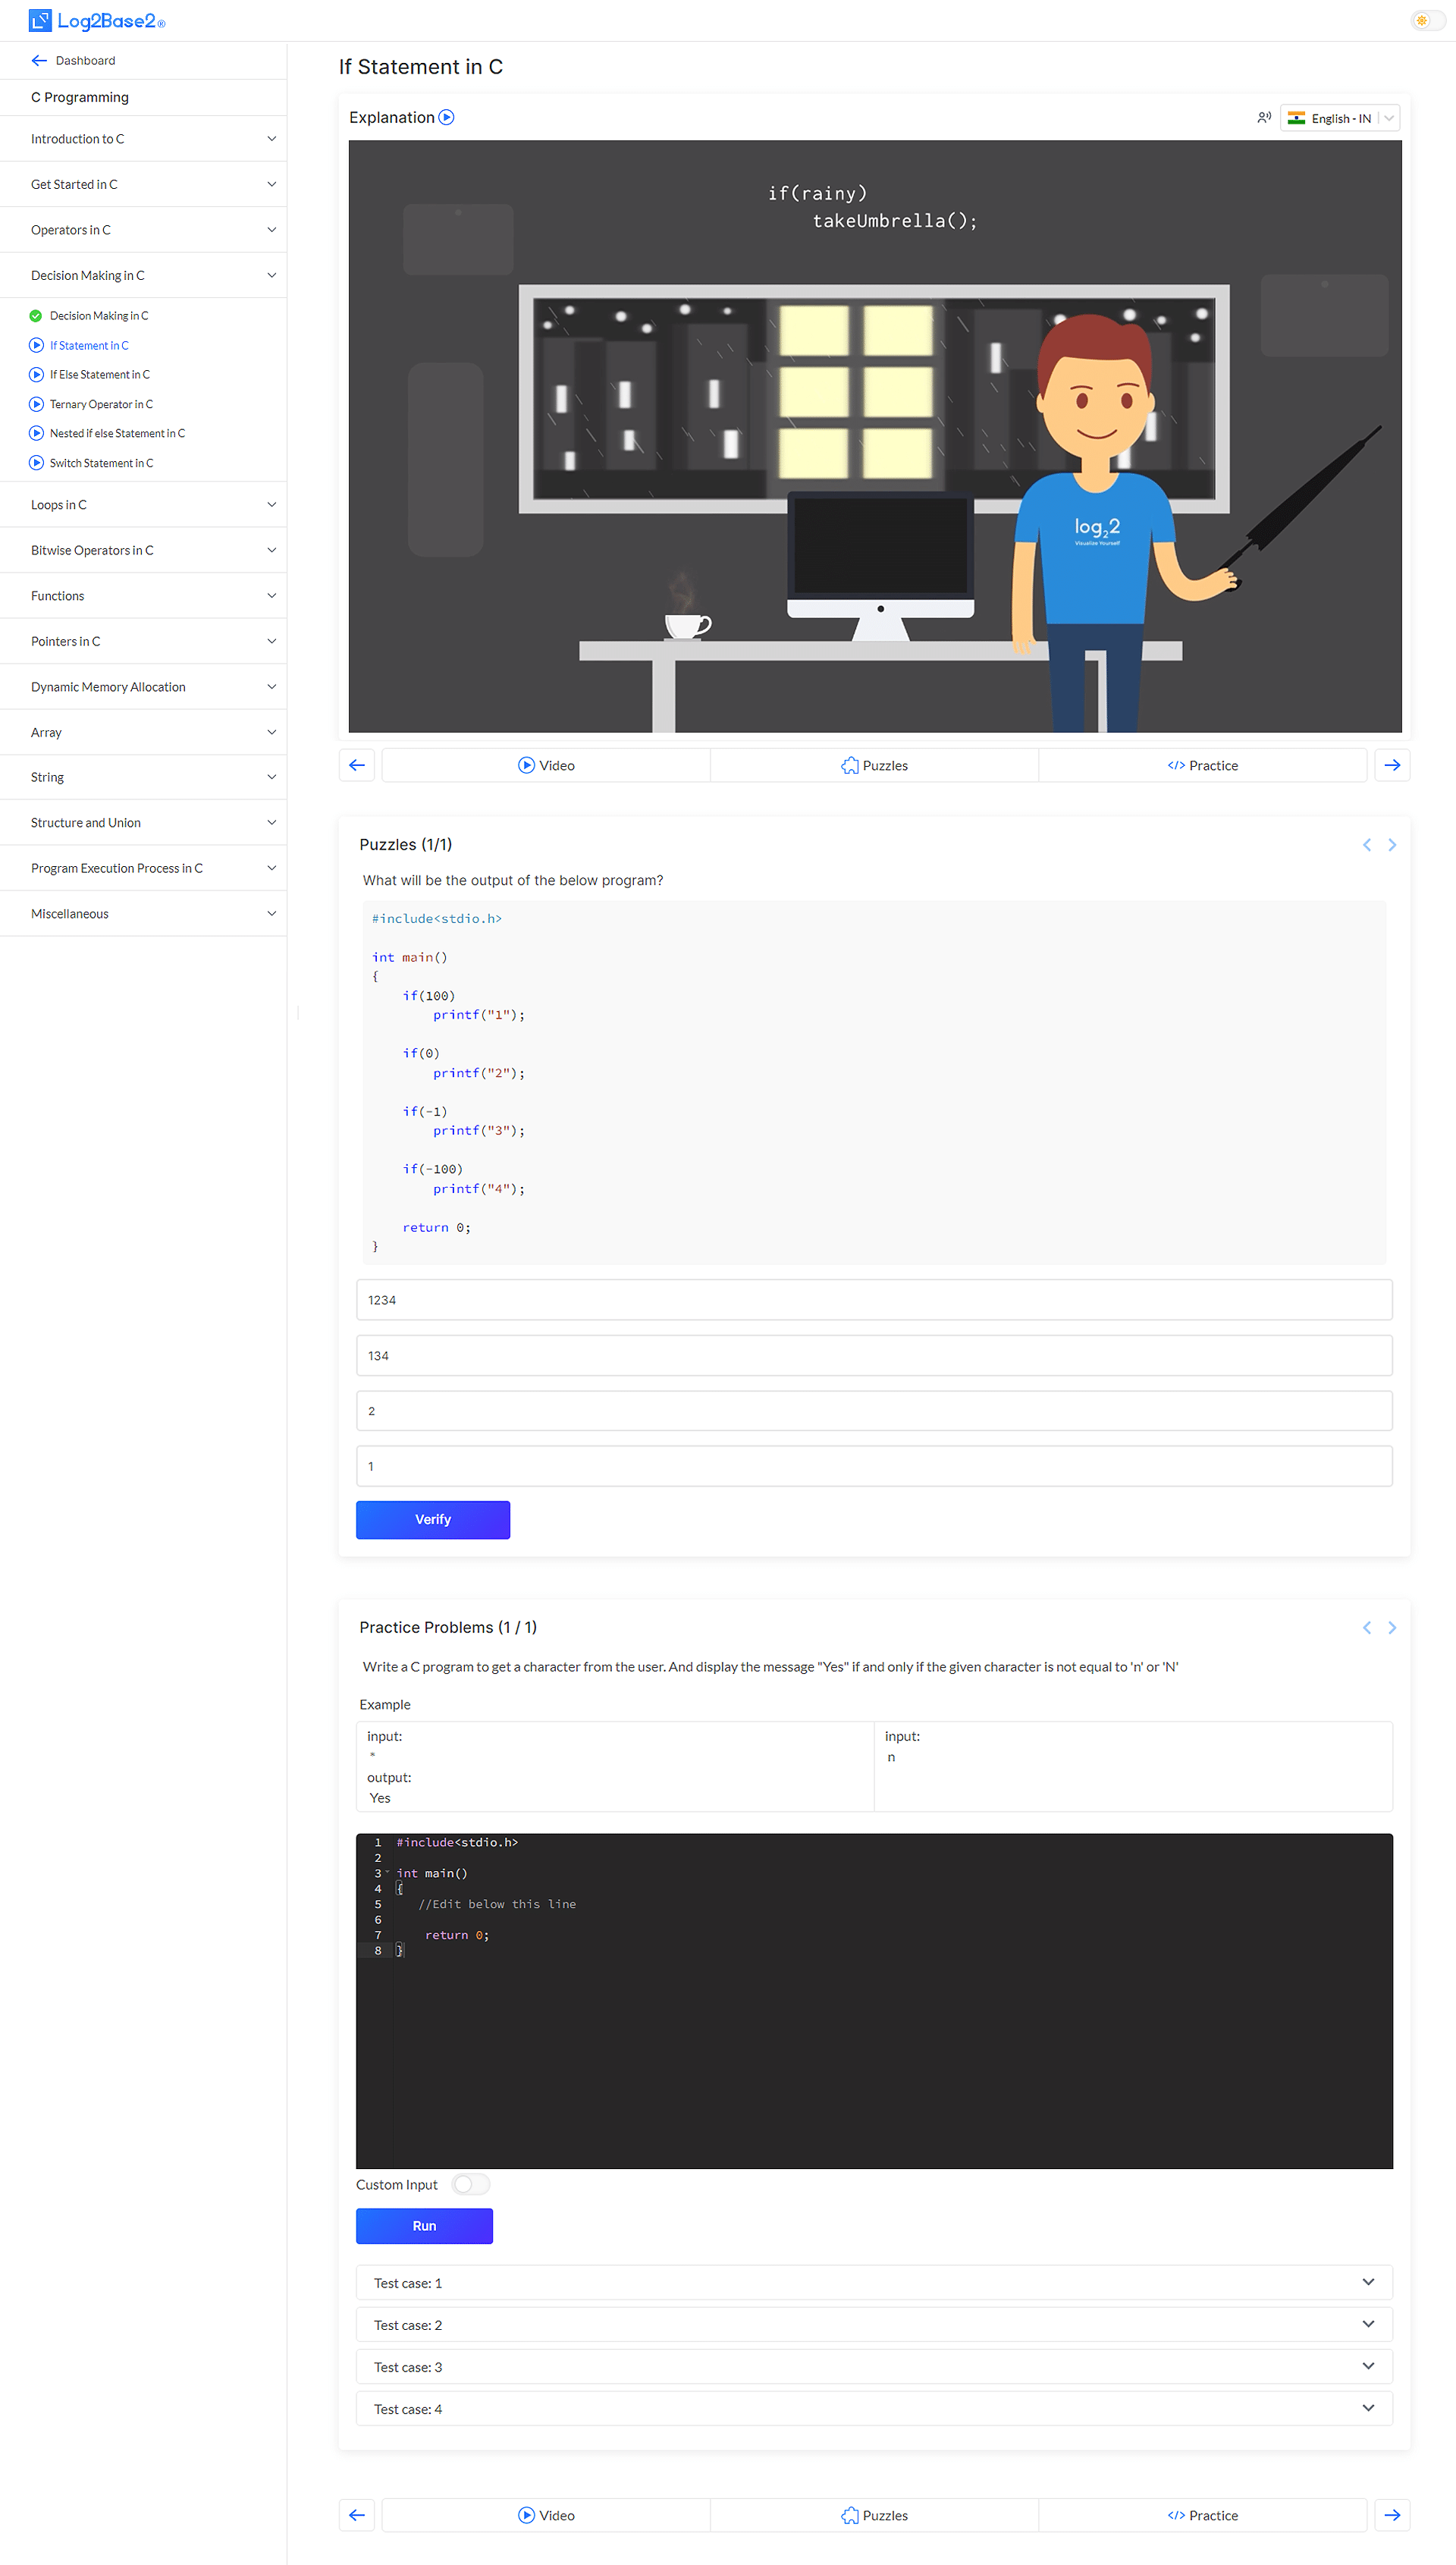 Log2Base2®
Dashboard
C Programming
Introduction to C
Get Started in C
Operators in C
Decision Making in C
Decision Making in C
If Statement in C
If Else Statement in C
Ternary Operator in C
Nested if else Statement in C
Switch Statement in C
Loops in C
Bitwise Operators in C
Functions
Pointers in C
Dynamic Memory Allocation
Array
String
Structure and Union
Program Execution Process in C
Miscellaneous
If Statement in C
Explanation
English - IN
if(rainy)
takeUmbrella();
log₂2
Visualize Yourself
Video
Puzzles
</> Practice
Puzzles (1/1)
What will be the output of the below program?
#include<stdio.h>
int main()
{
if(100)
printf("1");
if(0)
printf("2");
if(-1)
printf("3");
if(-100)
printf("4");
return 0;
}
1234
134
2
1
Verify
Practice Problems (1 / 1)
Write a C program to get a character from the user. And display the message "Yes" if and only if the given character is not equal to 'n' or 'N'
Example
input:
*
output:
Yes
input:
n
1 #include<stdio.h>
2
3 int main()
4 {
5 //Edit below this line
6
7 return 0;
8 }
Custom Input
Run
Test case: 1
Test case: 2
Test case: 3
Test case: 4
Video
Puzzles
</> Practice